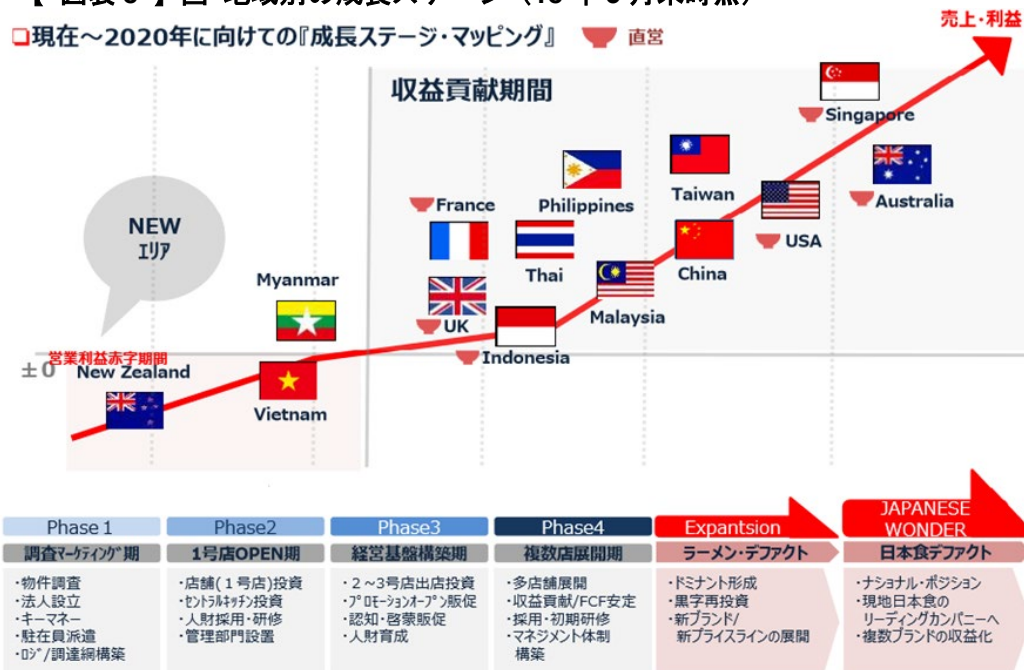 □現在～2020年に向けての『成長ステージ・マッピング』
直営
売上・利益
収益貢献期間
Singapore
Taiwan
Australia
Philippines
France
USA
NEW
エリア
Thai
China
Myanmar
Malaysia
UK
Indonesia
営業利益赤字期間
±0
New Zealand
Vietnam
Phase 1
調査ﾏｰｹﾃｨﾝｸﾞ期
・物件調査
・法人設立
・キーマネー
・駐在員派遣
・ﾛｼﾞ/調達網構築
Phase2
1号店OPEN期
・店舗(1号店)投資
・ｾﾝﾄﾗﾙｷｯﾁﾝ投資
・人財採用・研修
・管理部門設置
Phase3
経営基盤構築期
・2～3号店出店投資
・ﾌﾟﾛﾓｰｼｮﾝｵｰﾌﾟﾝ販促
・認知・啓蒙販促
・人財育成
Phase4
複数店展開期
・多店舗展開
・収益貢献/FCF安定
・採用・初期研修
・マネジメント体制
構築
Expantsion
ラーメン・デファクト
・ドミナント形成
・黒字再投資
・新ブランド/
新プライスラインの展開
JAPANESE
WONDER
日本食デファクト
・ナショナル・ポジション
・現地日本食の
リーディングカンパニーへ
・複数ブランドの収益化